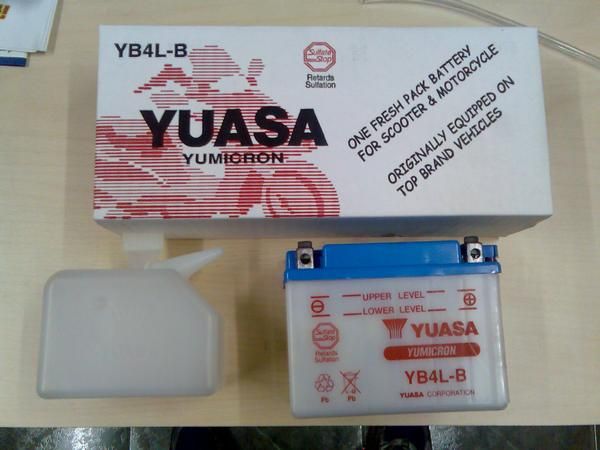 YB4L-B
Sulfate
Stop
Retards
Sulfation
YUASA
YUMICRON
ONE FRESH PACK BATTERY
FOR SCOOTER & MOTORCYCLE
ORIGINALLY EQUIPPED ON
TOP BRAND VEHICLES
UPPER LEVEL
LOWER LEVEL
Sulfate
Stop
Retards
Sulfation
YUASA
YUMICRON
YB4L-B
YUASA CORPORATION
Pb
Pb